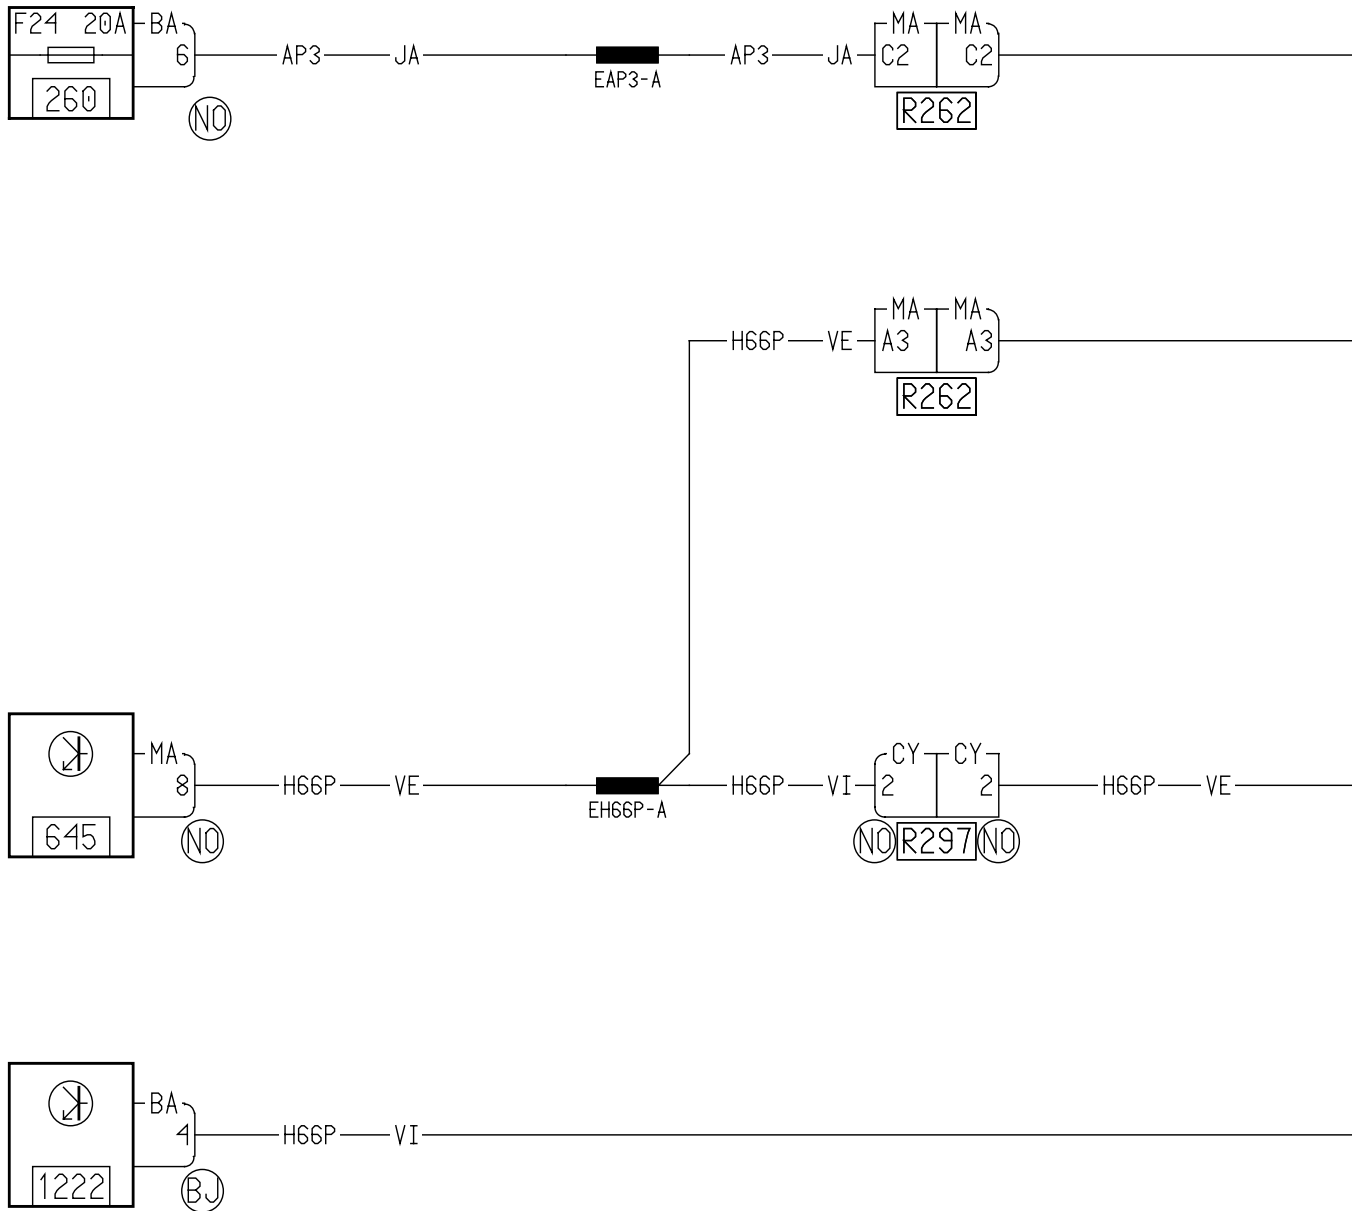 F24 20A BA MA MA
6 AP3 JA AP3 JA C2 C2
EAP3-A
260 NO R262
MA MA
H66P VE A3 A3
R262
MA CY CY
8 H66P VE H66P VI 2 2 H66P VE
EH66P-A
645 NO NO R297 NO
BA
4 H66P VI
1222 BJ